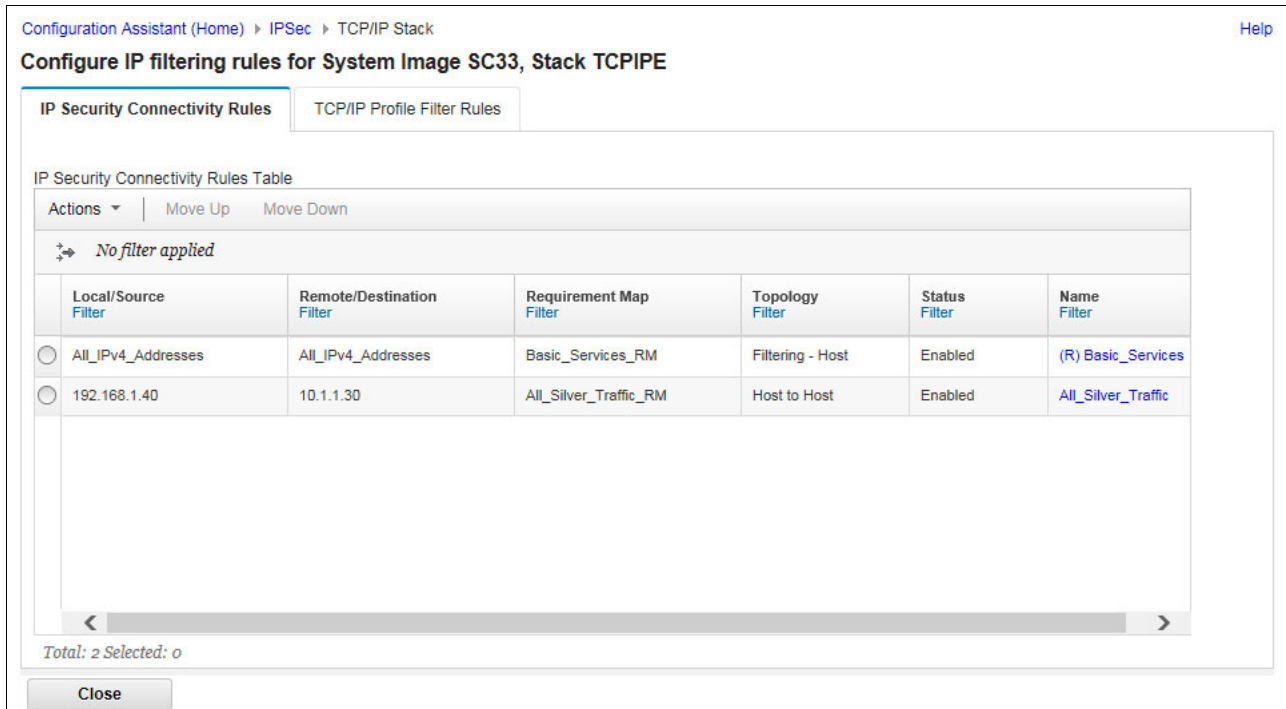 Configuration Assistant (Home) ▸ IPSec ▸ TCP/IP Stack Help
Configure IP filtering rules for System Image SC33, Stack TCPIPE
IP Security Connectivity Rules TCP/IP Profile Filter Rules
IP Security Connectivity Rules Table
Actions Move Up Move Down
No filter applied
Local/Source Remote/Destination Requirement Map Topology Status Name
Filter Filter Filter Filter Filter Filter
All_IPv4_Addresses All_IPv4_Addresses Basic_Services_RM Filtering - Host Enabled (R) Basic_Services
192.168.1.40 10.1.1.30 All_Silver_Traffic_RM Host to Host Enabled All_Silver_Traffic
Total: 2 Selected: 0
Close